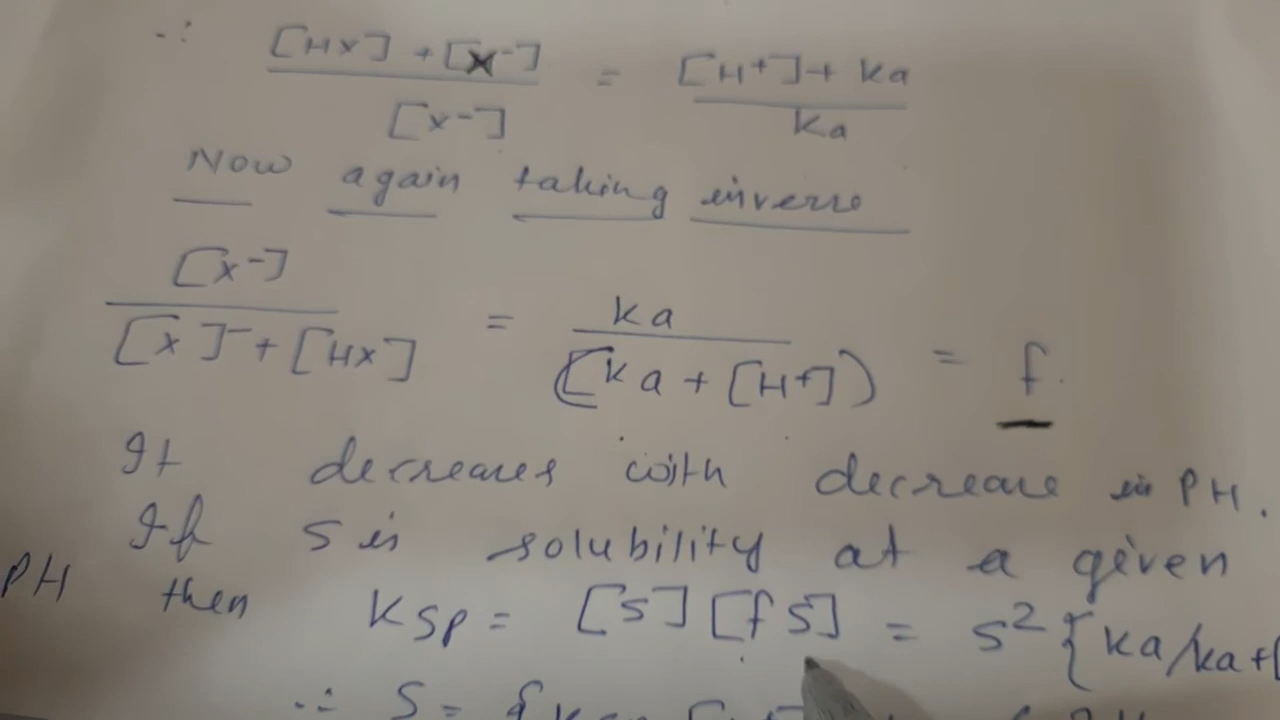 ∴ [HX] + [X⁻] / [X⁻] = [H⁺] + ka / ka
Now again taking inverse
[x⁻] / [x]⁻ + [HX] = ka / (ka + [H⁺]) = f.
It decreases with decrease in PH.
If S is solubility at a given
PH then Ksp = [S] [f S] = S² { ka/ka+[
∴ S = {